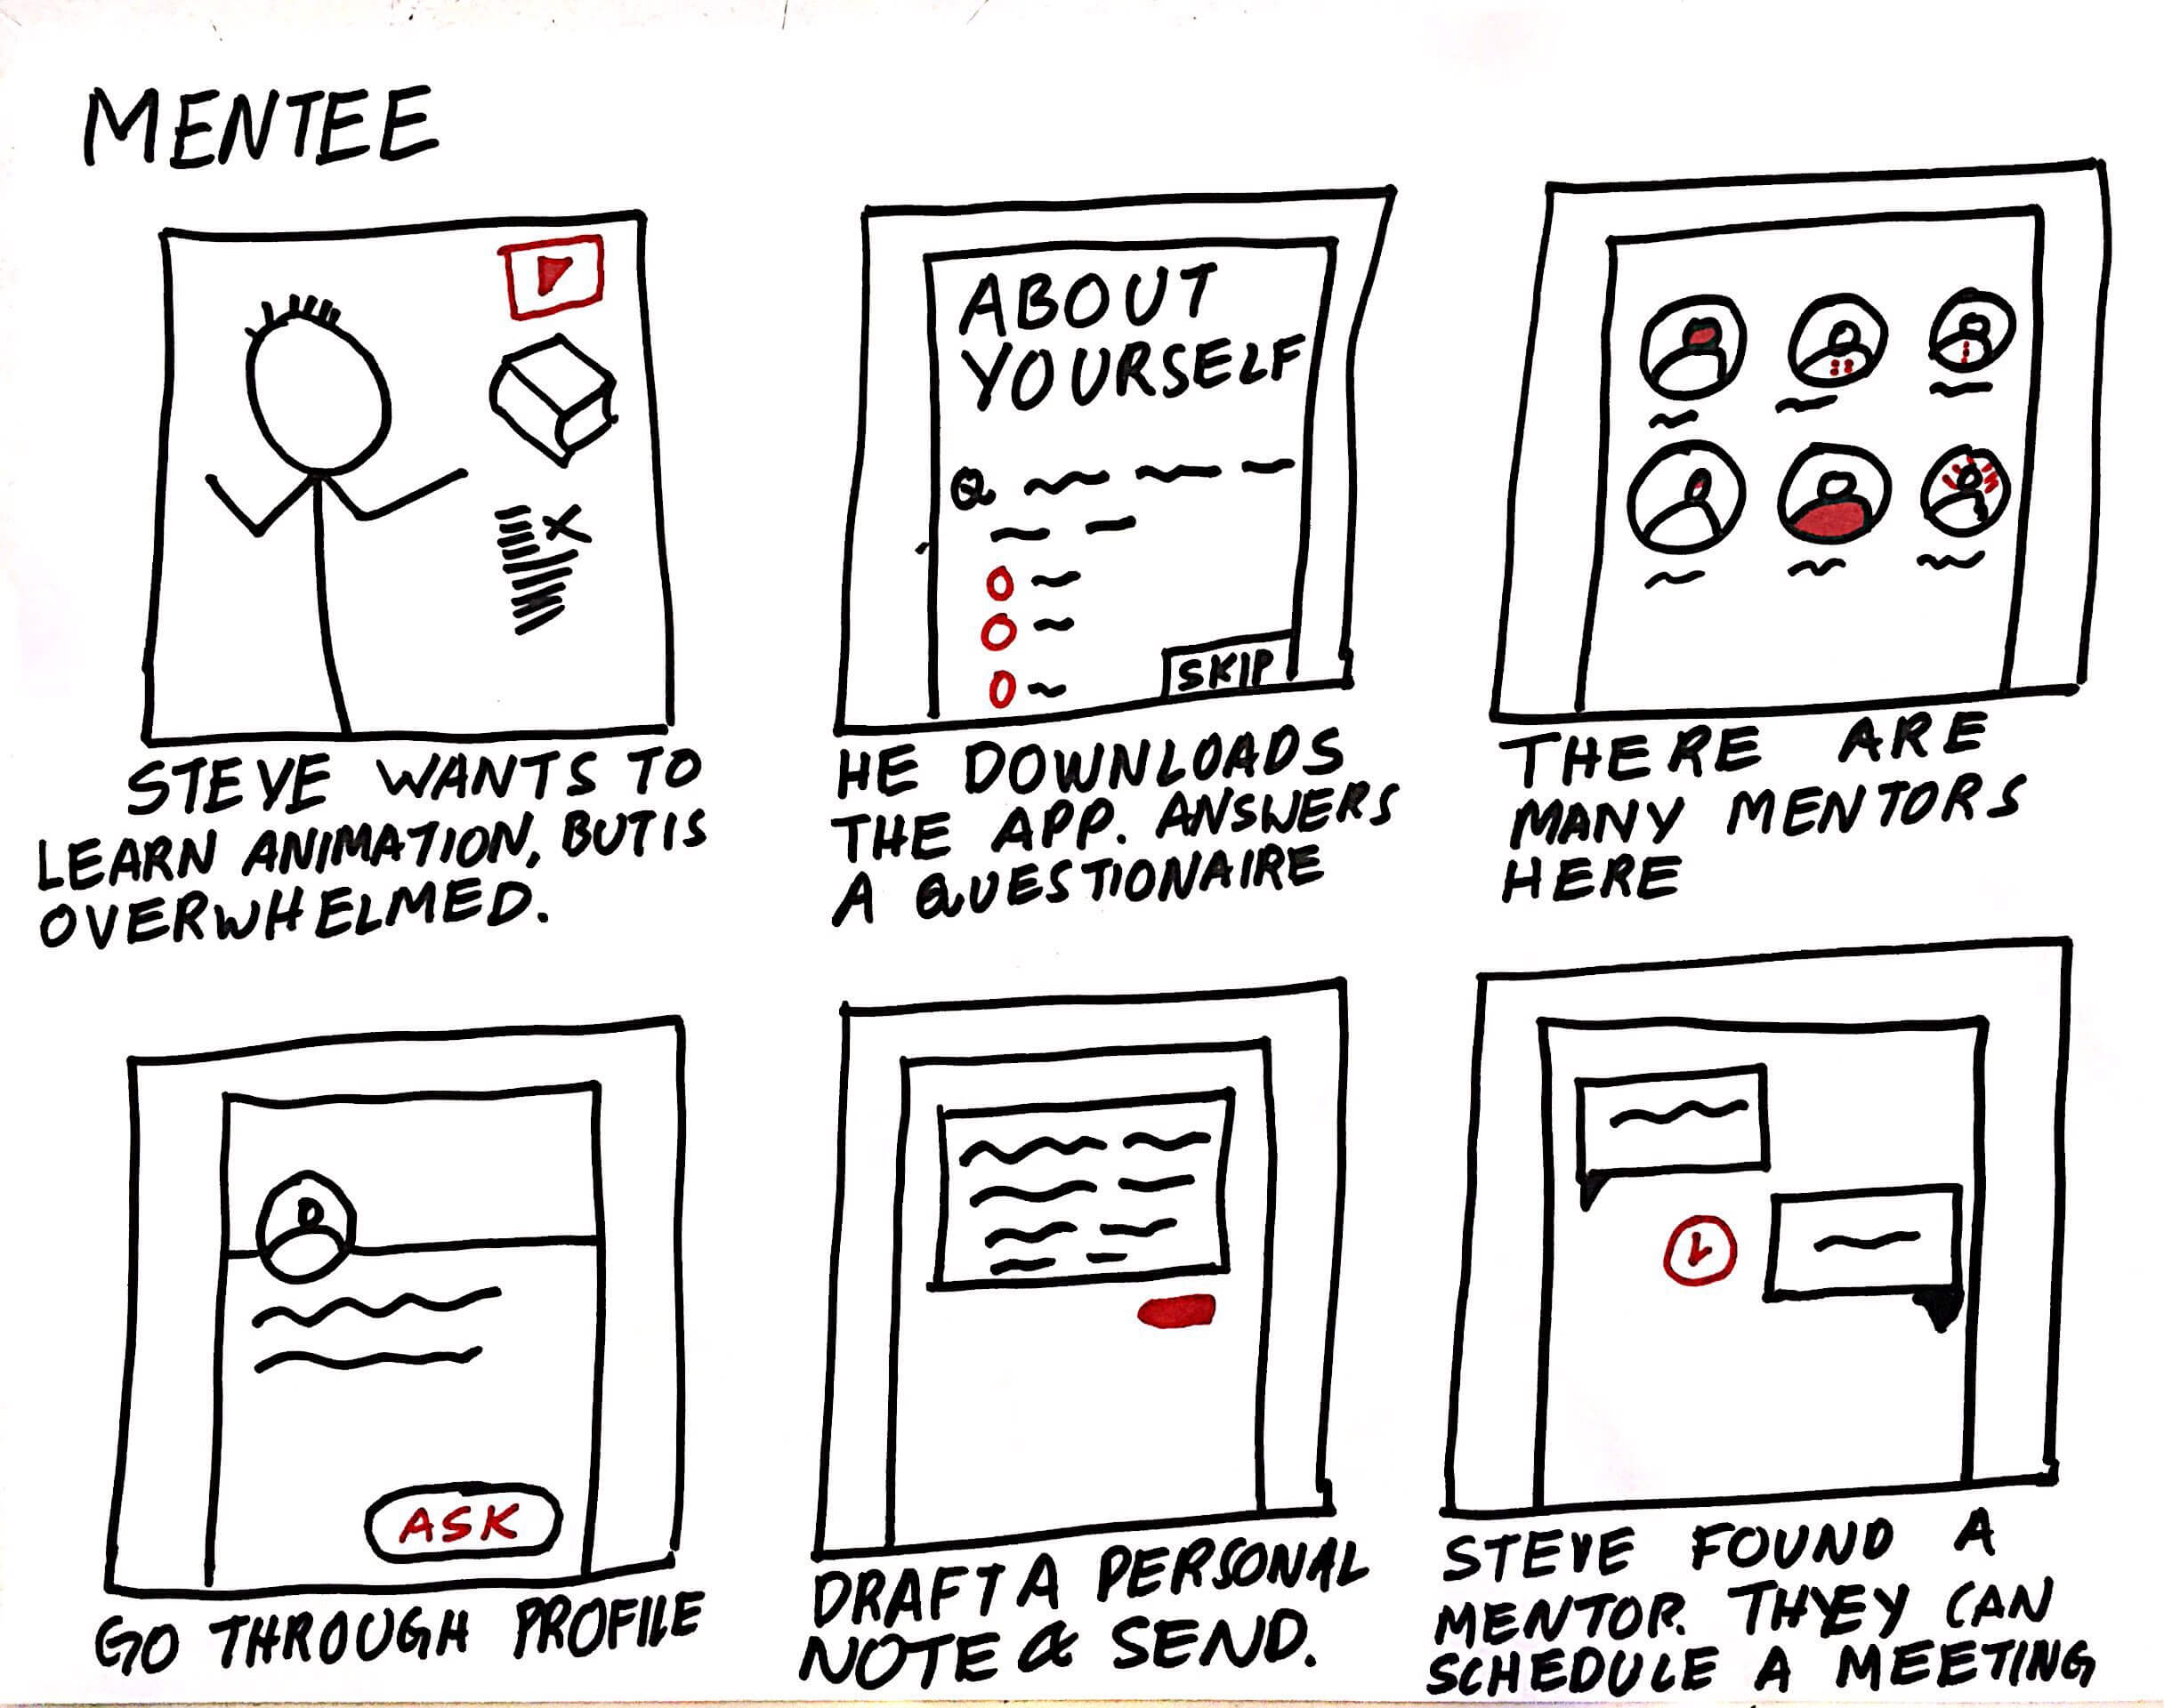 MENTEE
ABOUT
YOURSELF
Q
SKIP
STEVE WANTS TO
LEARN ANIMATION, BUT IS
OVERWHELMED.
HE DOWNLOADS
THE APP. ANSWERS
A QUESTIONAIRE
THERE ARE
MANY MENTORS
HERE
ASK
GO THROUGH PROFILE
DRAFT A PERSONAL
NOTE & SEND.
STEVE FOUND A
MENTOR. THYEY CAN
SCHEDULE A MEETING